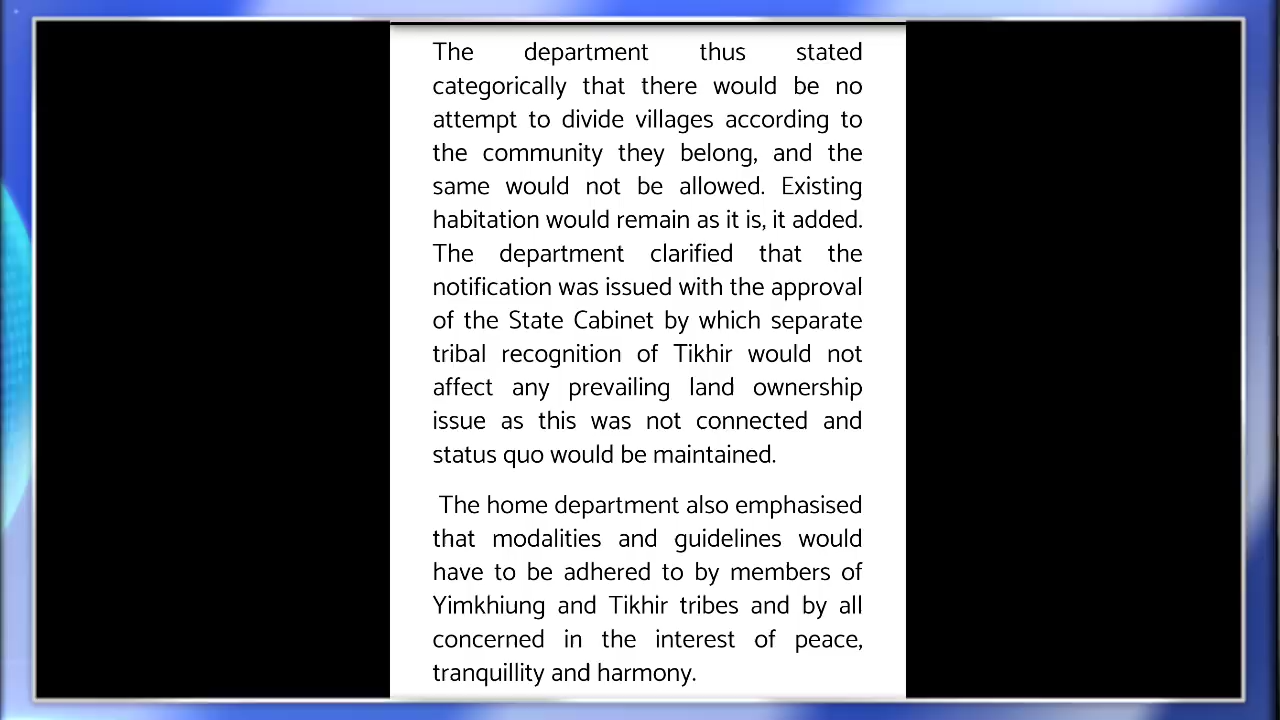 The department thus stated
categorically that there would be no
attempt to divide villages according to
the community they belong, and the
same would not be allowed. Existing
habitation would remain as it is, it added.
The department clarified that the
notification was issued with the approval
of the State Cabinet by which separate
tribal recognition of Tikhir would not
affect any prevailing land ownership
issue as this was not connected and
status quo would be maintained.
The home department also emphasised
that modalities and guidelines would
have to be adhered to by members of
Yimkhiung and Tikhir tribes and by all
concerned in the interest of peace,
tranquillity and harmony.